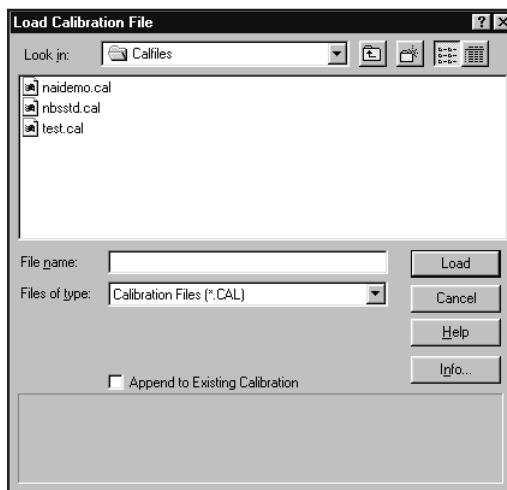 Load Calibration File
Look in: Calfiles
naidemo.cal
nbsstd.cal
test.cal
File name: Load
Files of type: Calibration Files (*.CAL) Cancel
Help
Info...
Append to Existing Calibration